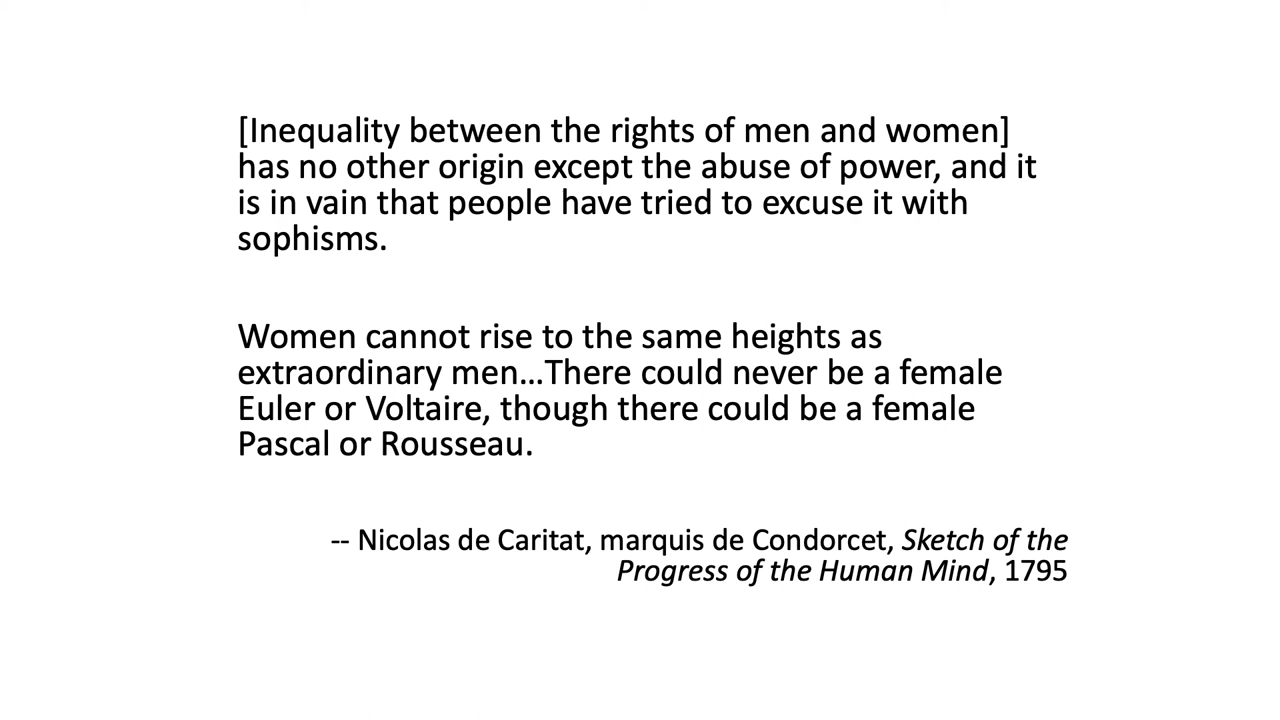 [Inequality between the rights of men and women]
has no other origin except the abuse of power, and it
is in vain that people have tried to excuse it with
sophisms.
Women cannot rise to the same heights as
extraordinary men…There could never be a female
Euler or Voltaire, though there could be a female
Pascal or Rousseau.
-- Nicolas de Caritat, marquis de Condorcet, Sketch of the
Progress of the Human Mind, 1795